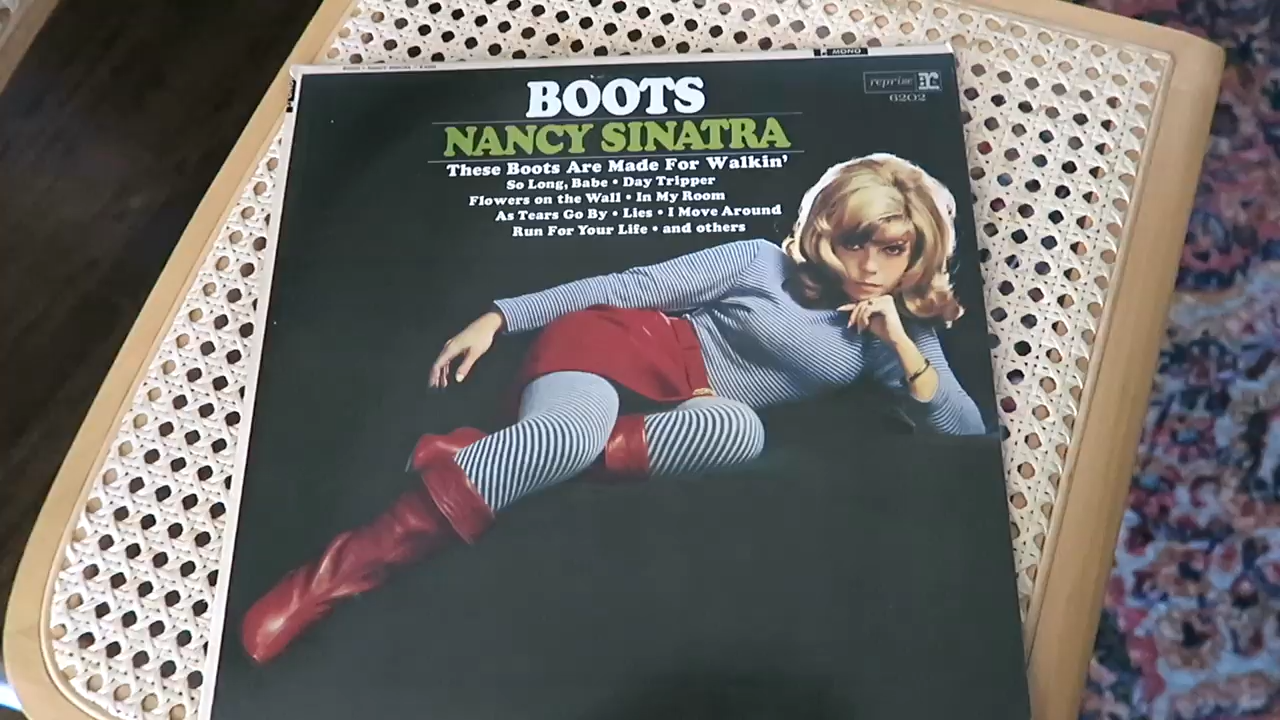 MONO
reprise
6202
BOOTS
NANCY SINATRA
These Boots Are Made For Walkin'
So Long, Babe • Day Tripper
Flowers on the Wall • In My Room
As Tears Go By • Lies • I Move Around
Run For Your Life • and others